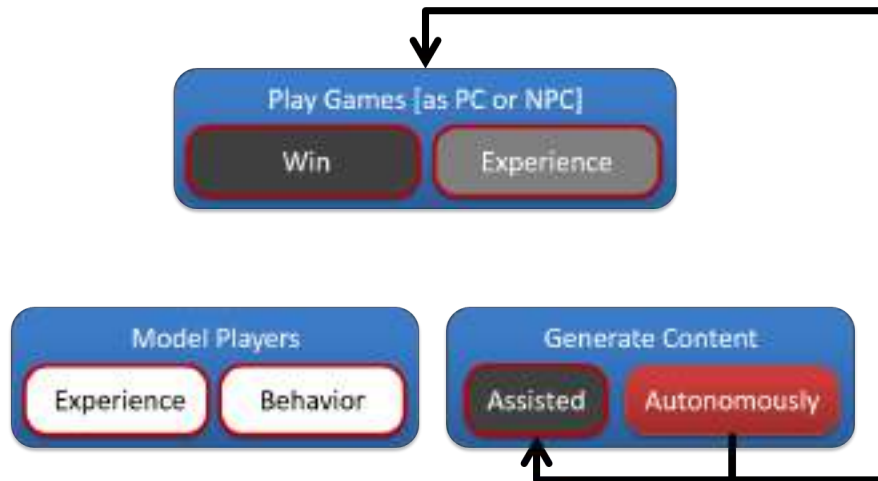 Play Games [as PC or NPC]
Win
Experience
Model Players
Generate Content
Experience
Behavior
Assisted
Autonomously